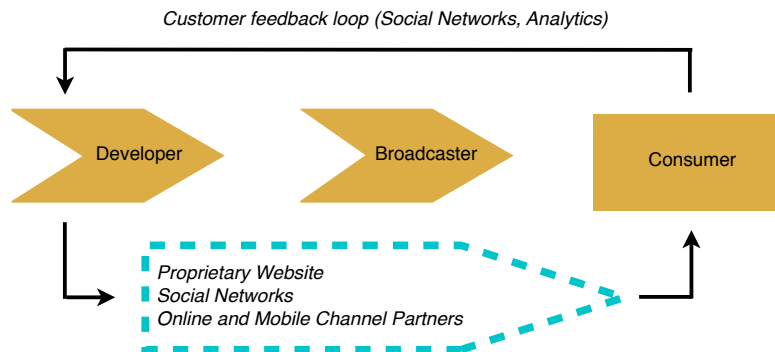 Customer feedback loop (Social Networks, Analytics)
Developer
Broadcaster
Consumer
Proprietary Website
Social Networks
Online and Mobile Channel Partners